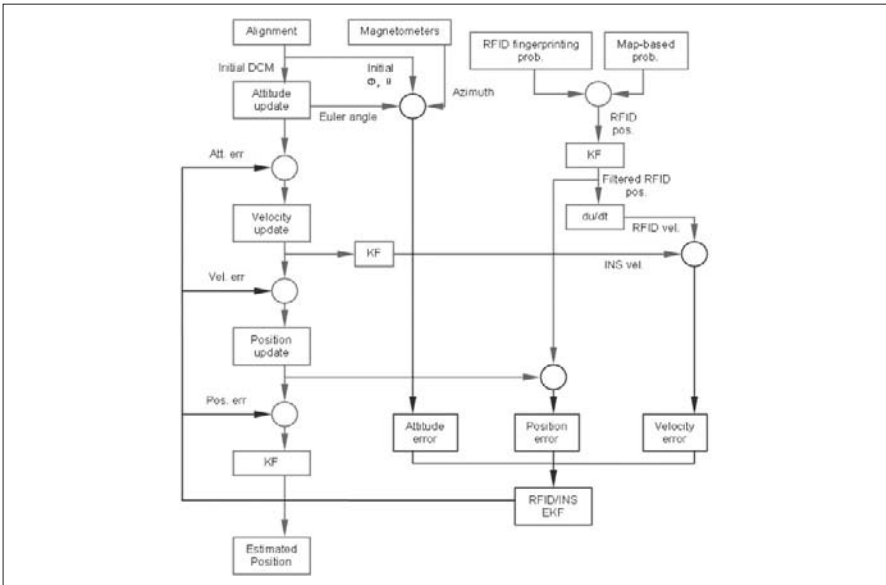 Alignment
Magnetometers
RFID fingerprinting
prob.
Map-based
prob.
Initial DCM
Initial
Φ, θ
Azimuth
Attitude
update
Euler angle
RFID
pos.
KF
Att. err
Filtered RFID
pos.
Velocity
update
du/dt
RFID vel.
KF
INS vel.
Vel. err
Position
update
Pos. err
Attitude
error
Position
error
Velocity
error
KF
RFID/INS
EKF
Estimated
Position